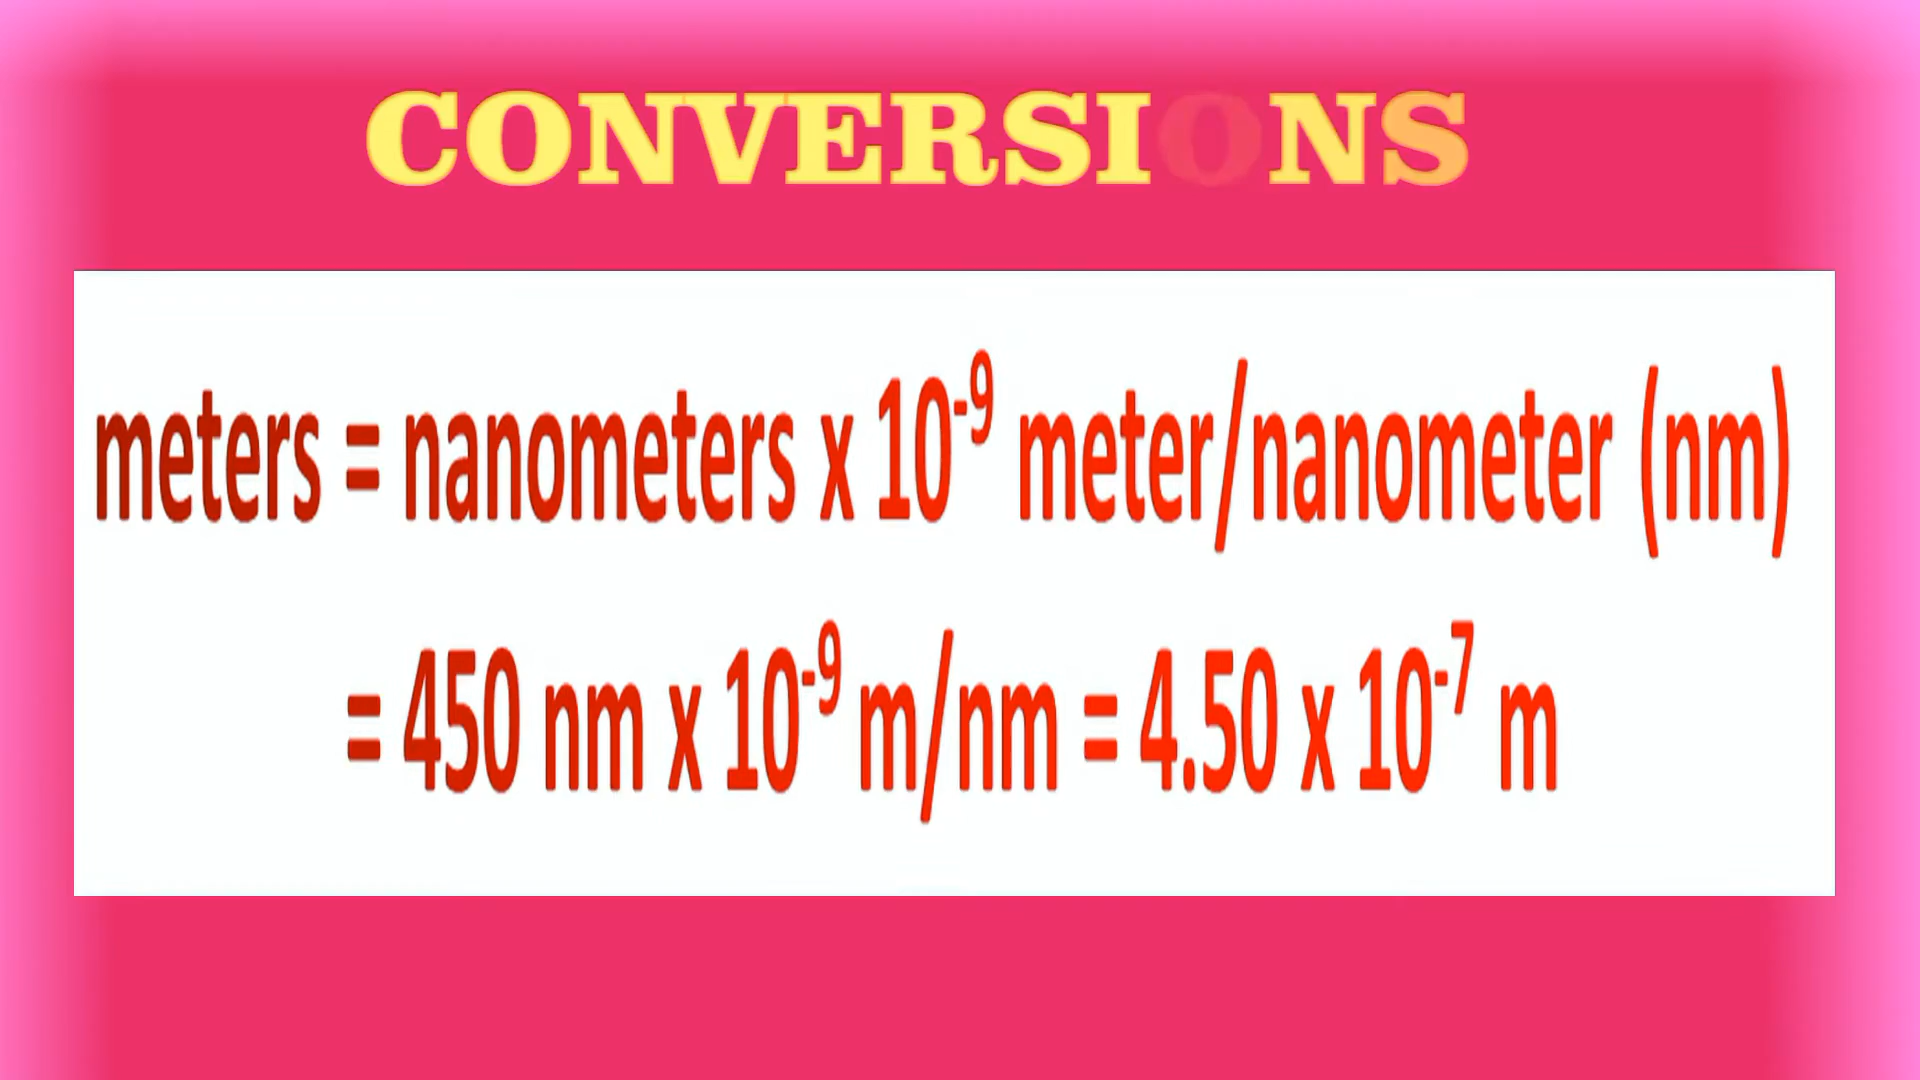 CONVERSIONS
meters = nanometers x 10⁻⁹ meter/nanometer (nm)
= 450 nm x 10⁻⁹ m/nm = 4.50 x 10⁻⁷ m